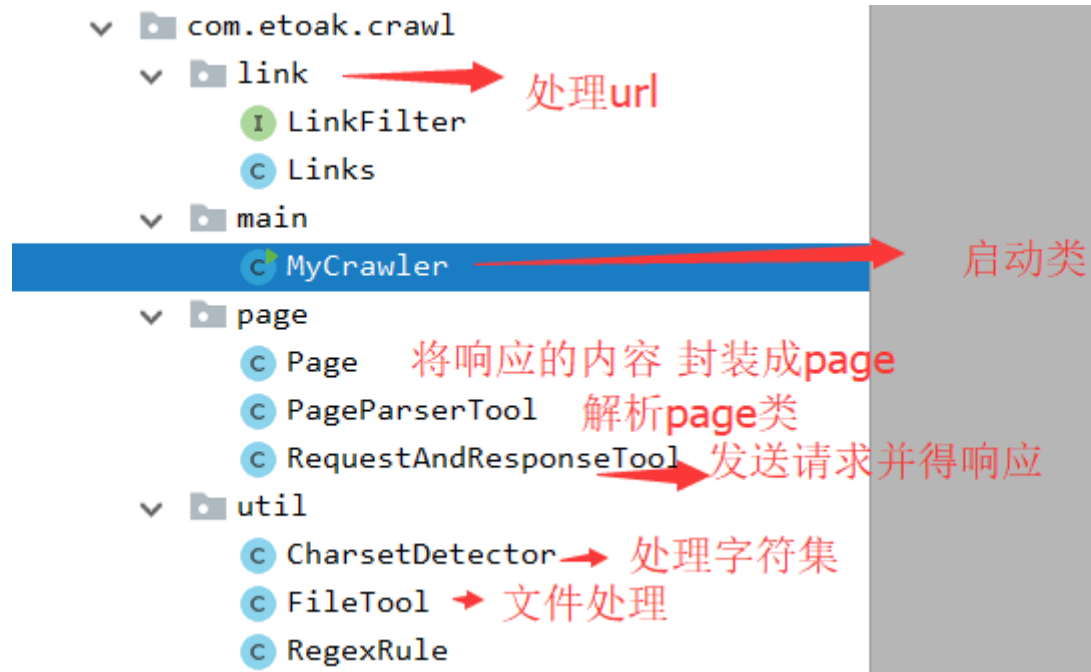 com.etoak.crawl
link 处理url
I LinkFilter
C Links
main
C MyCrawler 启动类
page
C Page 将响应的内容 封装成page
C PageParserTool 解析page类
C RequestAndResponseTool 发送请求并得响应
util
C CharsetDetector 处理字符集
C FileTool 文件处理
C RegexRule